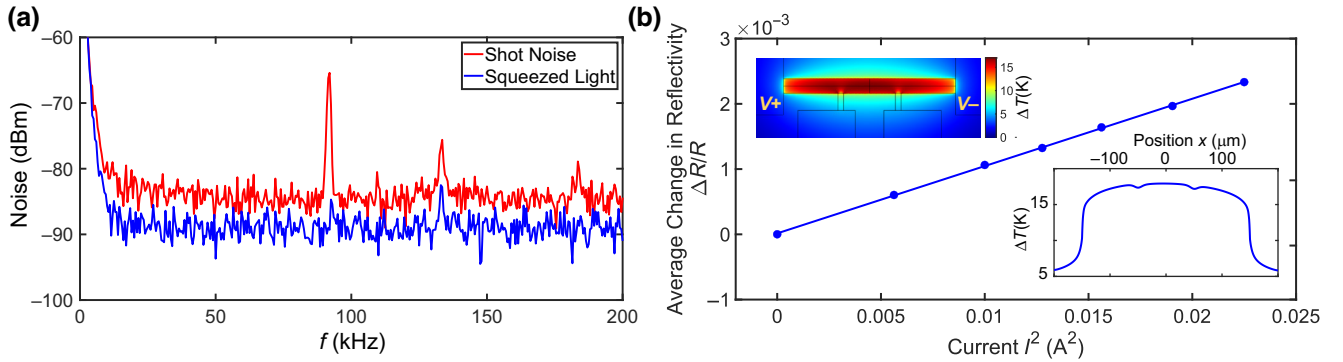 (a)
−60
−70
−80
−90
−100
Noise (dBm)
Shot Noise
Squeezed Light
0
50
100
150
200
f (kHz)
(b)
×10⁻³
3
2
1
0
−1
Average Change in Reflectivity
ΔR/R
V+
V−
15
10
5
0
ΔT(K)
Position x (μm)
−100
0
100
15
5
ΔT(K)
0
0.005
0.01
0.015
0.02
0.025
Current I² (A²)